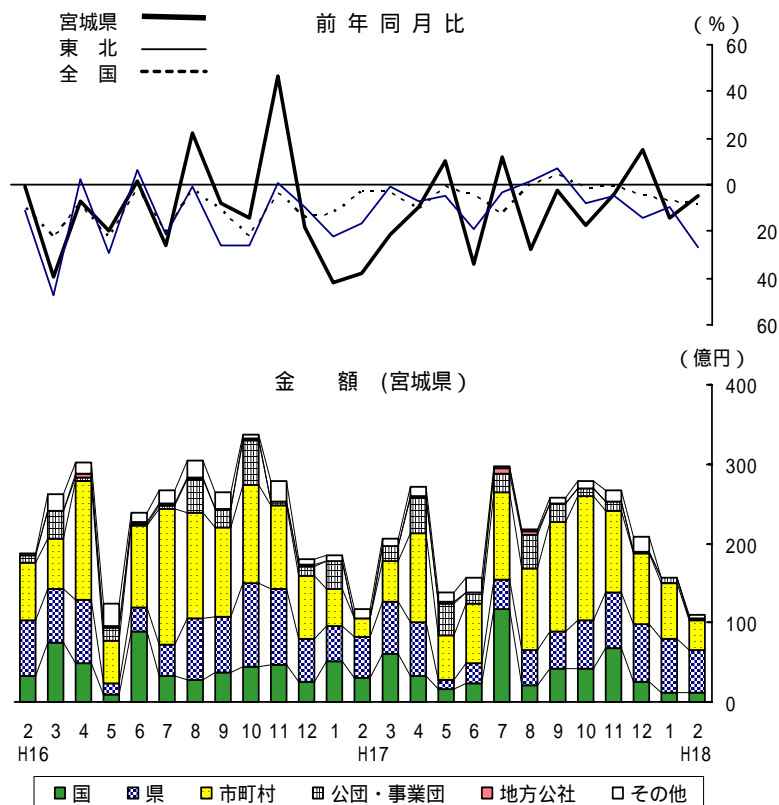 宮城県
東 北
全 国
前 年 同 月 比
(%)
60
40
20
0
20
40
60
(億円)
金 額 (宮城県)
400
300
200
100
0
2 3 4 5 6 7 8 9 10 11 12 1 2 3 4 5 6 7 8 9 10 11 12 1 2
H16 H17 H18
国 県 市町村 公団・事業団 地方公社 その他